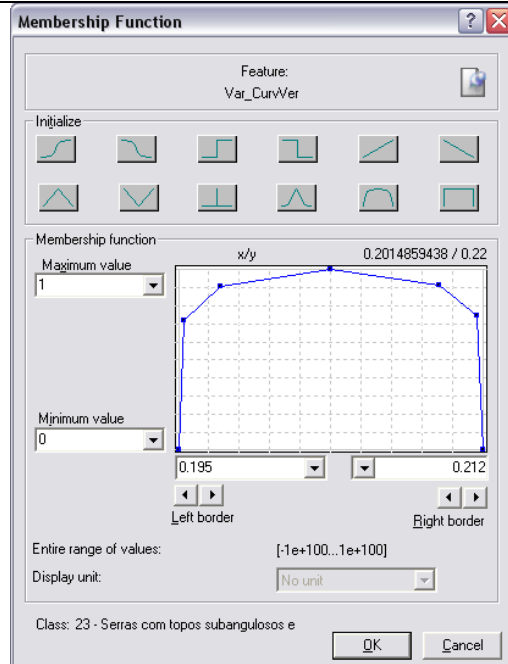 Membership Function
Feature:
Var_CurvVer
Initialize
Membership function
x/y 0.2014859438 / 0.22
Maximum value
1
Minimum value
0
0.195 0.212
Left border Right border
Entire range of values: [-1e+100...1e+100]
Display unit: No unit
Class: 23 - Serras com topos subangulosos e
OK Cancel